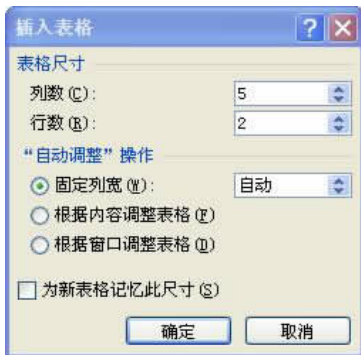 插入表格
表格尺寸
列数(C): 5
行数(R): 2
“自动调整”操作
固定列宽(W): 自动
根据内容调整表格(F)
根据窗口调整表格(D)
为新表格记忆此尺寸(S)
确定 取消